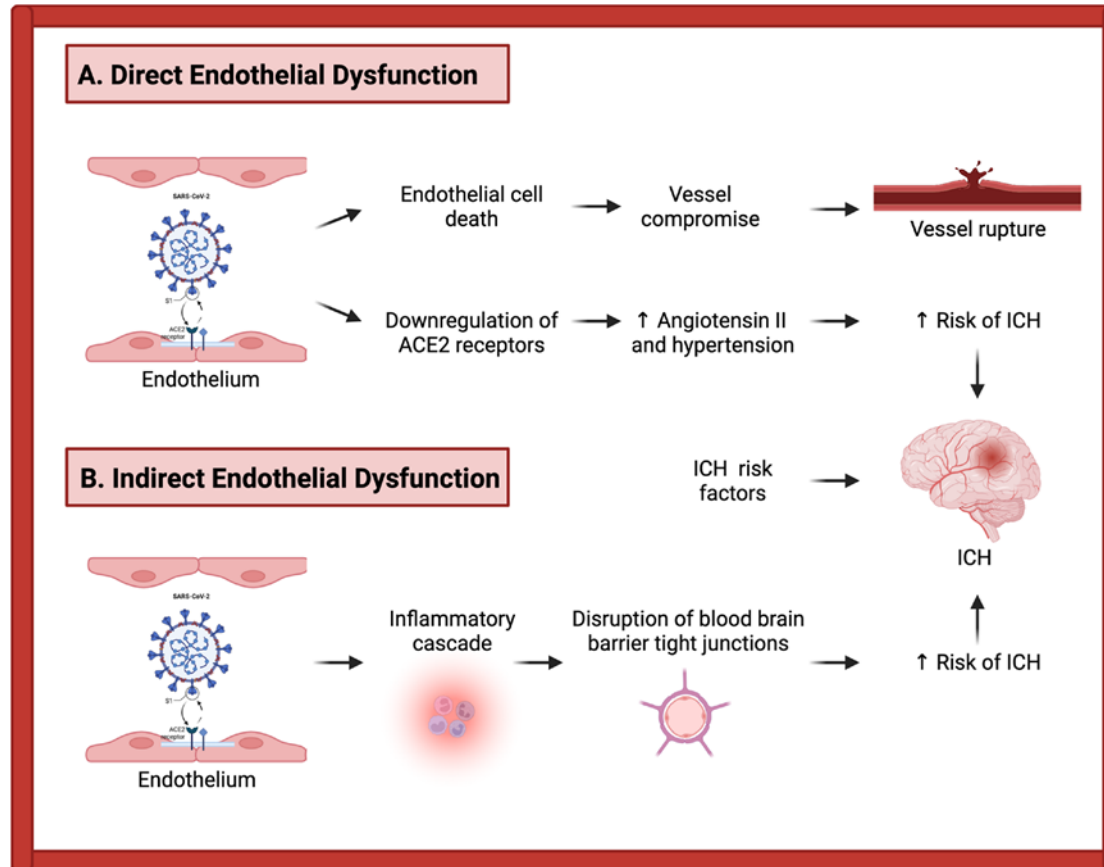 A. Direct Endothelial Dysfunction
SARS-CoV-2
S1
ACE2
receptor
Endothelium
Endothelial cell
death
Vessel
compromise
Vessel rupture
Downregulation of
ACE2 receptors
↑ Angiotensin II
and hypertension
↑ Risk of ICH
ICH risk
factors
ICH
B. Indirect Endothelial Dysfunction
SARS-CoV-2
S1
ACE2
receptor
Endothelium
Inflammatory
cascade
Disruption of blood brain
barrier tight junctions
↑ Risk of ICH